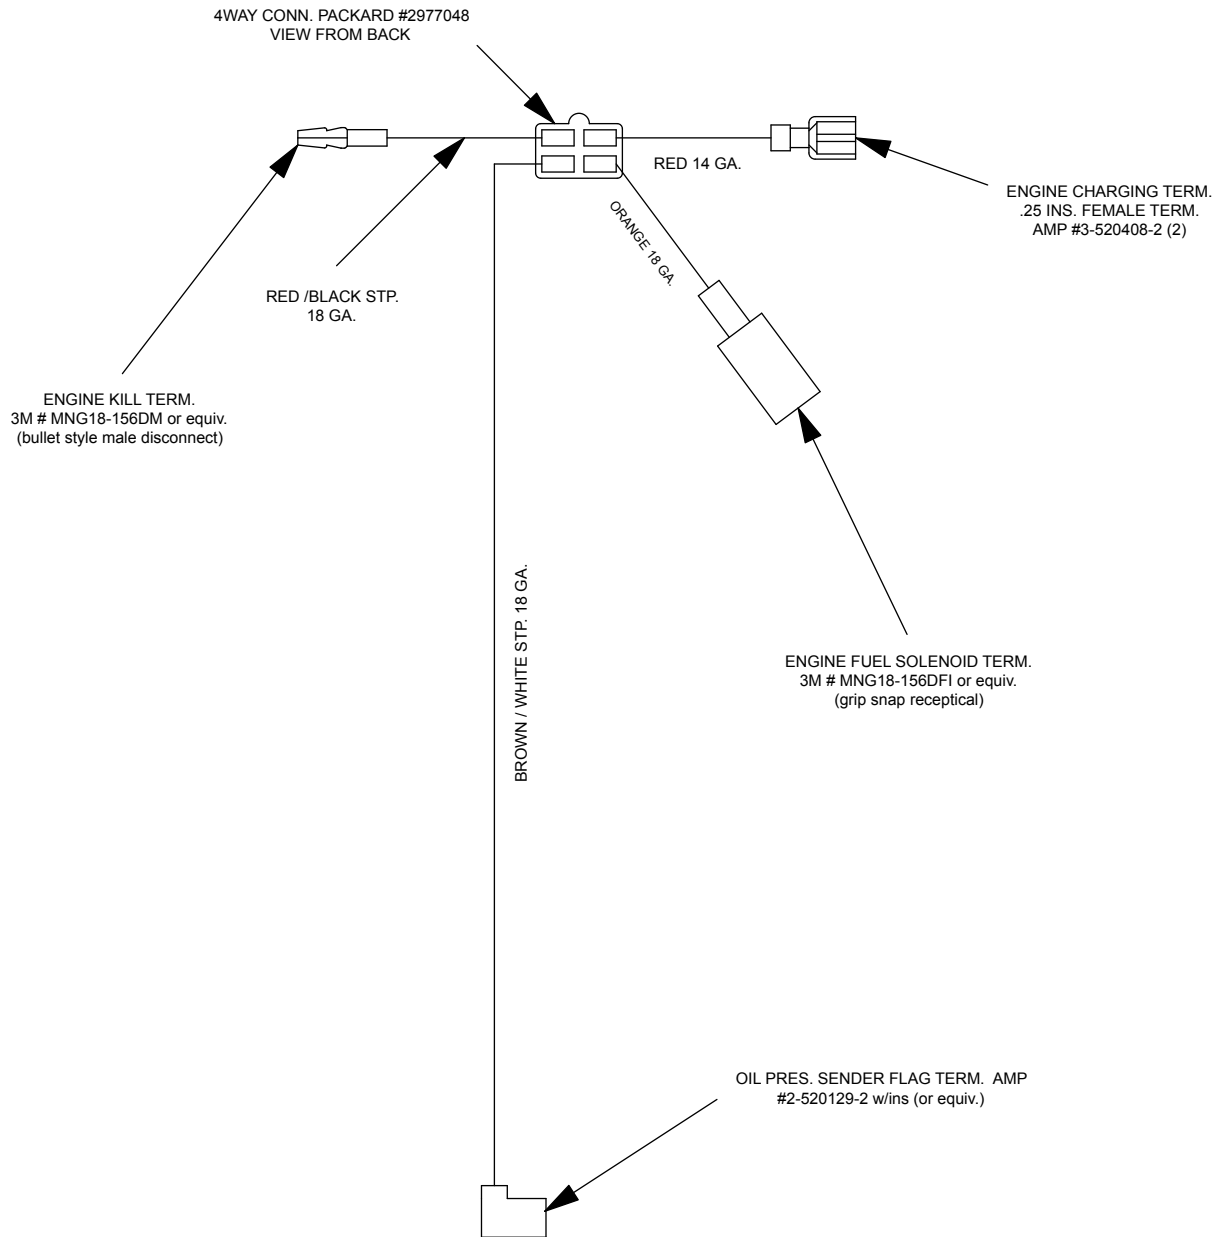 4WAY CONN. PACKARD #2977048
VIEW FROM BACK
RED 14 GA.
ENGINE CHARGING TERM.
.25 INS. FEMALE TERM.
AMP #3-520408-2 (2)
ORANGE 18 GA.
RED /BLACK STP.
18 GA.
ENGINE KILL TERM.
3M # MNG18-156DM or equiv.
(bullet style male disconnect)
BROWN / WHITE STP. 18 GA.
ENGINE FUEL SOLENOID TERM.
3M # MNG18-156DFI or equiv.
(grip snap receptical)
OIL PRES. SENDER FLAG TERM. AMP
#2-520129-2 w/ins (or equiv.)